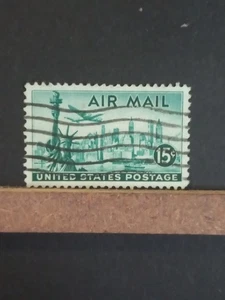 AIR MAIL
15¢
UNITED STATES POSTAGE